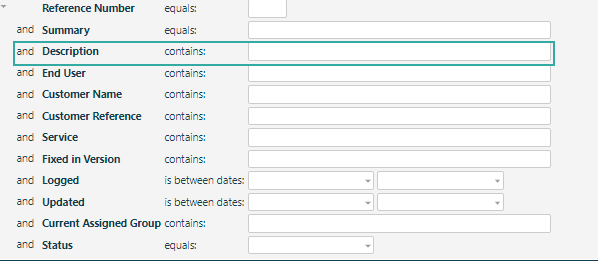 Reference Number equals:
and Summary equals:
and Description contains:
and End User contains:
and Customer Name contains:
and Customer Reference contains:
and Service contains:
and Fixed in Version contains:
and Logged is between dates:
and Updated is between dates:
and Current Assigned Group contains:
and Status equals: